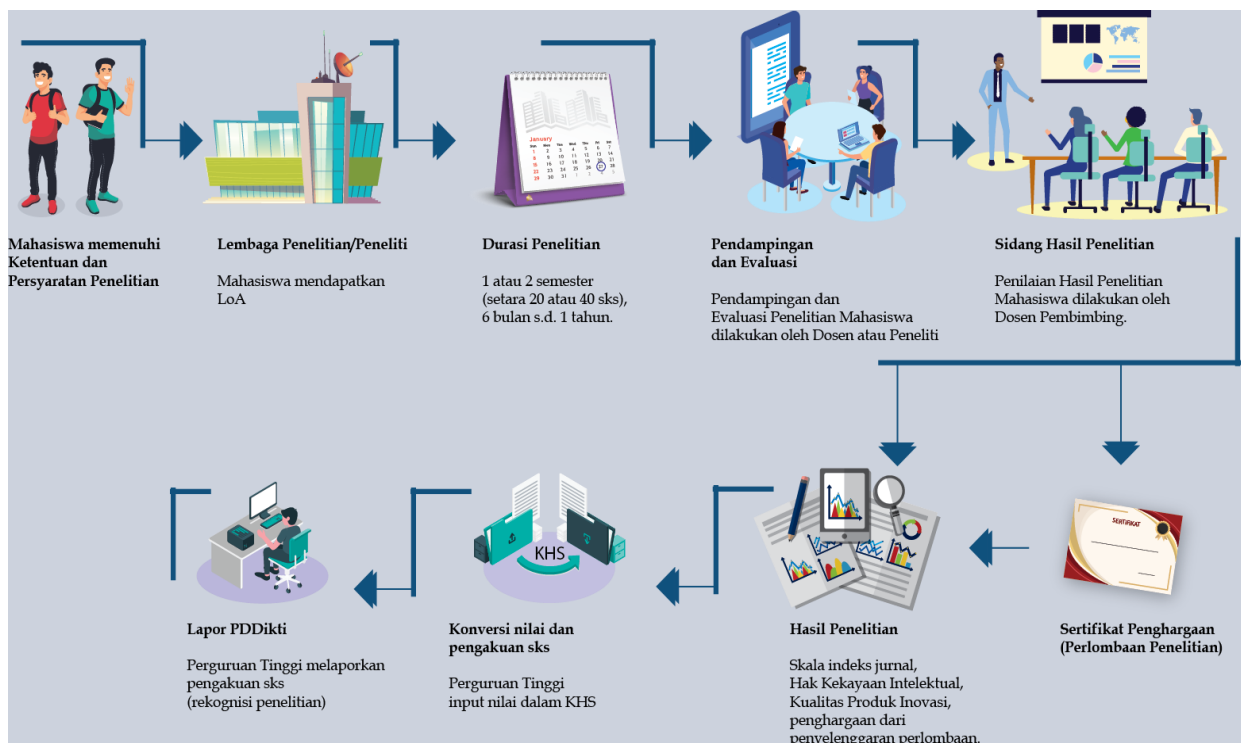 Mahasiswa memenuhi
Ketentuan dan
Persyaratan Penelitian
Lembaga Penelitian/Peneliti
Mahasiswa mendapatkan
LoA
January
Durasi Penelitian
1 atau 2 semester
(setara 20 atau 40 sks),
6 bulan s.d. 1 tahun.
Pendampingan
dan Evaluasi
Pendampingan dan
Evaluasi Penelitian Mahasiswa
dilakukan oleh Dosen atau Peneliti
Sidang Hasil Penelitian
Penilaian Hasil Penelitian
Mahasiswa dilakukan oleh
Dosen Pembimbing.
SERTIFIKAT
Sertifikat Penghargaan
(Perlombaan Penelitian)
Hasil Penelitian
Skala indeks jurnal,
Hak Kekayaan Intelektual,
Kualitas Produk Inovasi,
penghargaan dari
penyelenggaran perlombaan.
KHS
Konversi nilai dan
pengakuan sks
Perguruan Tinggi
input nilai dalam KHS
Lapor PDDikti
Perguruan Tinggi melaporkan
pengakuan sks
(rekognisi penelitian)